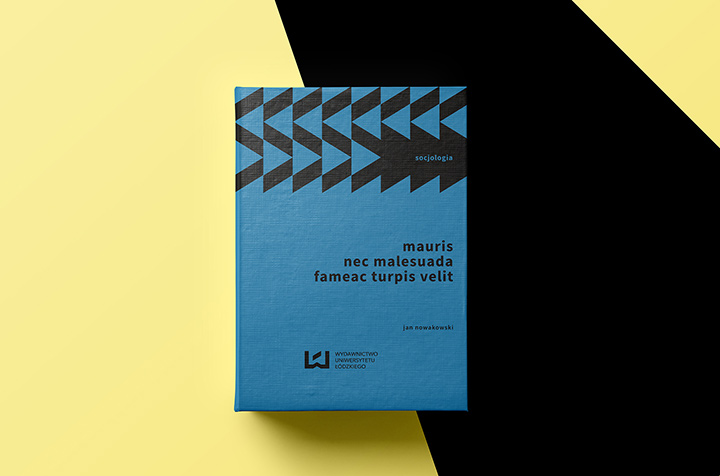 socjologia
mauris
nec malesuada
fameac turpis velit
jan nowakowski
WYDAWNICTWO
UNIWERSYTETU
ŁÓDZKIEGO